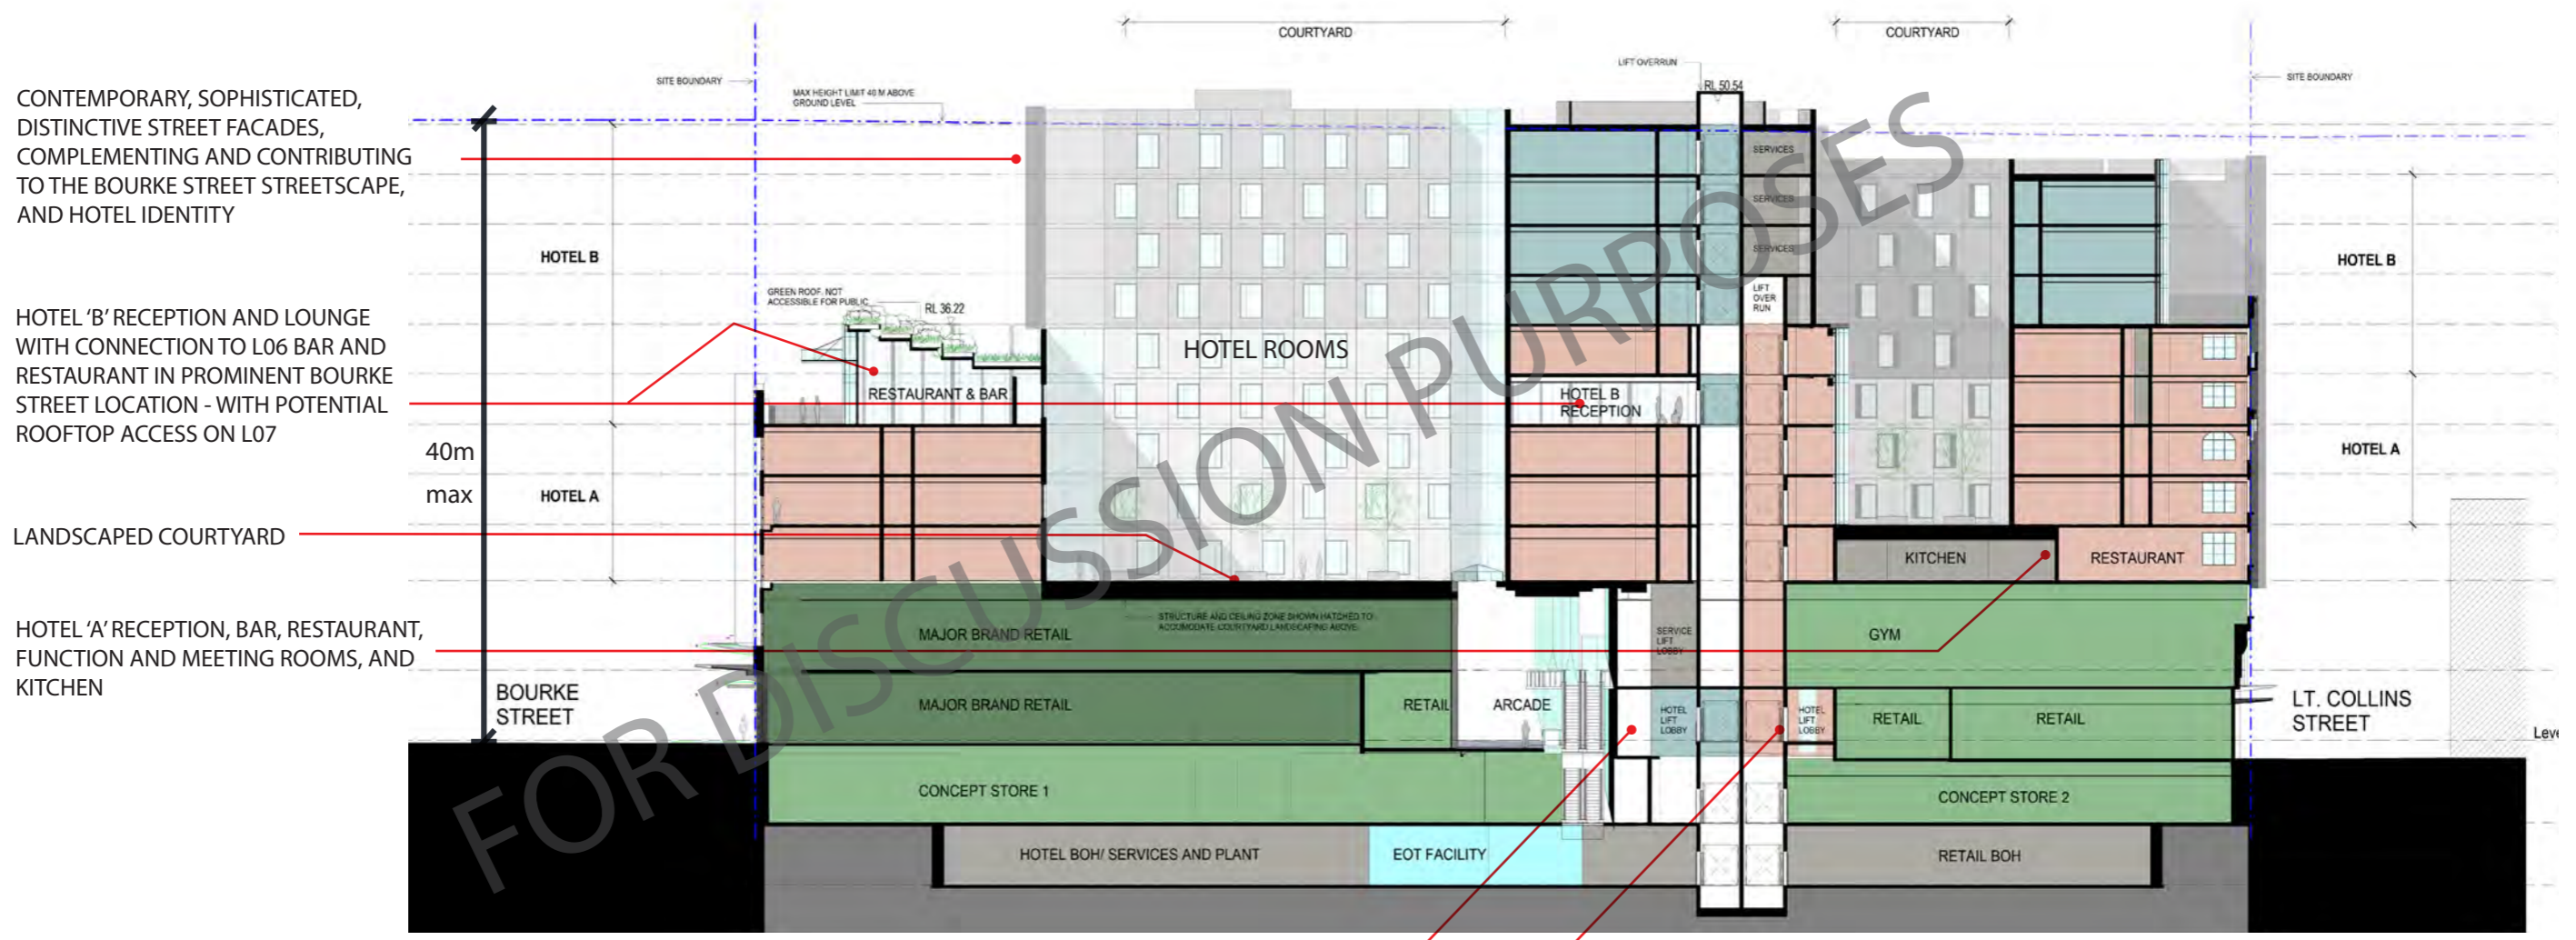 COURTYARD
COURTYARD
SITE BOUNDARY
MAX HEIGHT LIMIT 40 M ABOVE
GROUND LEVEL
LIFT OVERRUN
RL 50.54
SITE BOUNDARY
CONTEMPORARY, SOPHISTICATED,
DISTINCTIVE STREET FACADES,
COMPLEMENTING AND CONTRIBUTING
TO THE BOURKE STREET STREETSCAPE,
AND HOTEL IDENTITY
SERVICES
SERVICES
SERVICES
HOTEL B
HOTEL B
GREEN ROOF. NOT
ACCESSIBLE FOR PUBLIC
RL 36.22
LIFT
OVER
RUN
HOTEL ‘B’ RECEPTION AND LOUNGE
WITH CONNECTION TO L06 BAR AND
RESTAURANT IN PROMINENT BOURKE
STREET LOCATION - WITH POTENTIAL
ROOFTOP ACCESS ON L07
HOTEL ROOMS
RESTAURANT & BAR
HOTEL B
RECEPTION
40m
max
HOTEL A
HOTEL A
LANDSCAPED COURTYARD
KITCHEN
RESTAURANT
HOTEL ‘A’ RECEPTION, BAR, RESTAURANT,
FUNCTION AND MEETING ROOMS, AND
KITCHEN
STRUCTURE AND CEILING ZONE SHOWN HATCHED TO
ACCOMODATE COURTYARD LANDSCAPING ABOVE
MAJOR BRAND RETAIL
SERVICE
LIFT
LOBBY
GYM
BOURKE
STREET
MAJOR BRAND RETAIL
RETAIL
ARCADE
HOTEL
LIFT
LOBBY
HOTEL
LIFT
LOBBY
RETAIL
RETAIL
LT. COLLINS
STREET
Leve
CONCEPT STORE 1
CONCEPT STORE 2
HOTEL BOH/ SERVICES AND PLANT
EOT FACILITY
RETAIL BOH
FOR DISCUSSION PURPOSES